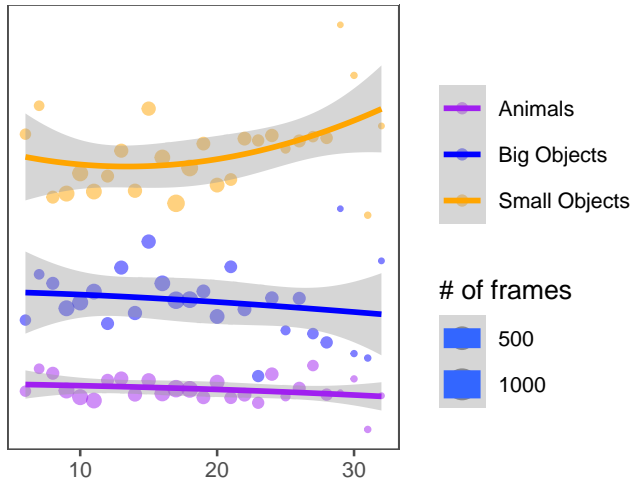 Animals
Big Objects
Small Objects
# of frames
500
1000
10 20 30